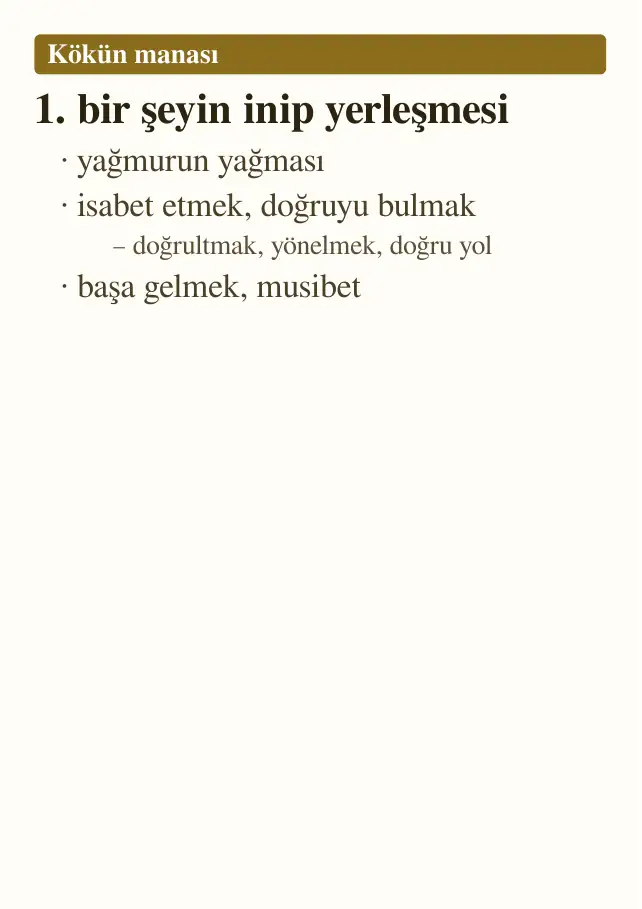 Kökün manası
1. bir şeyin inip yerleşmesi
· yağmurun yağması
· isabet etmek, doğruyu bulmak
– doğrultmak, yönelmek, doğru yol
· başa gelmek, musibet